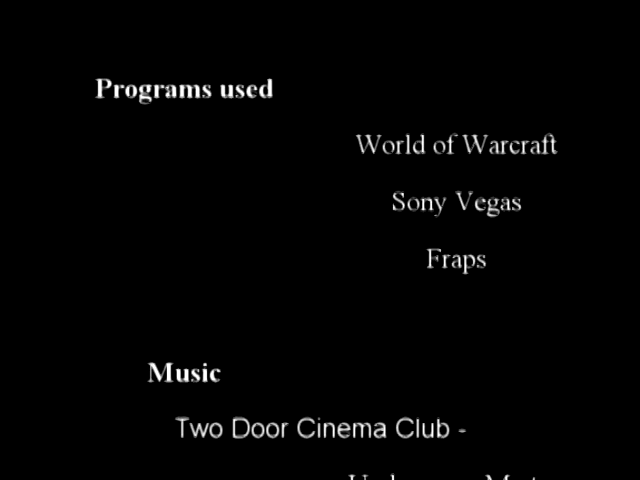 Programs used
World of Warcraft
Sony Vegas
Fraps
Music
Two Door Cinema Club -